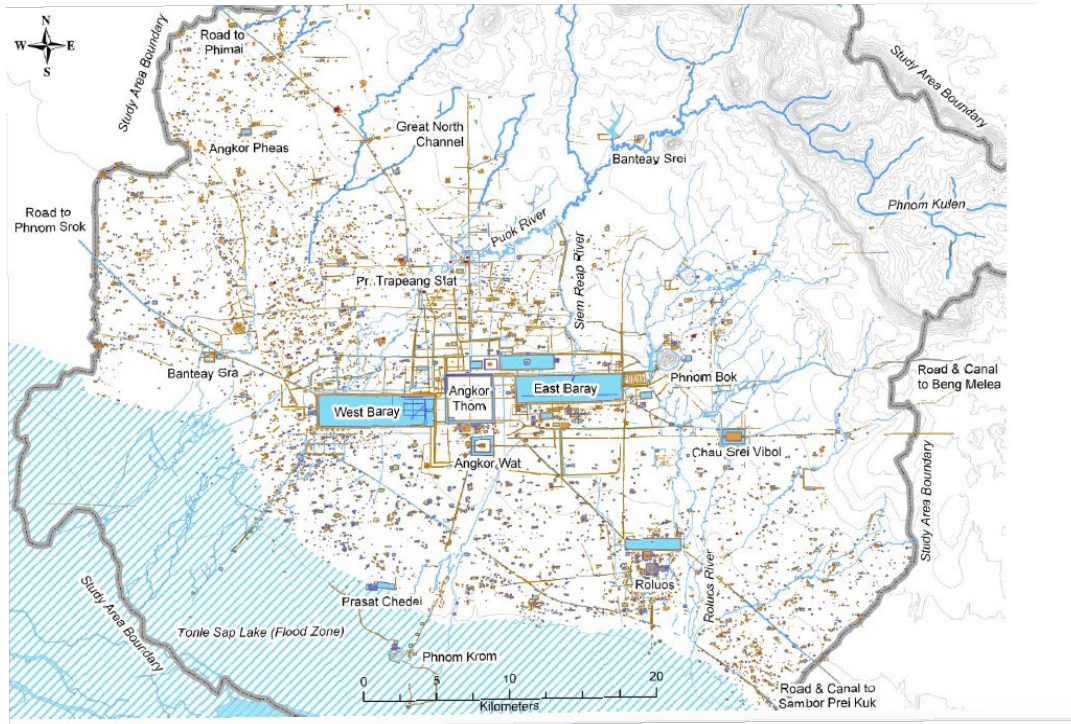 N
W E
S
Road to
Phimai
Study Area Boundary
Study Area Boundary
Great North
Channel
Angkor Pheas
Banteay Srei
Phnom Kulen
Road to
Phnom Srok
Puok River
Siem Reap River
Pr. Trapeang Slat
Banteay Sra
West Baray
Angkor
Thom
East Baray
Phnom Bok
Road & Canal
to Beng Melea
Angkor Wat
Chau Srei Vibol
Study Area Boundary
Roluos
Roluos River
Prasat Chedei
Study Area Boundary
Tonle Sap Lake (Flood Zone)
Phnom Krom
0 5 10 20
Kilometers
Road & Canal to
Sambor Prei Kuk